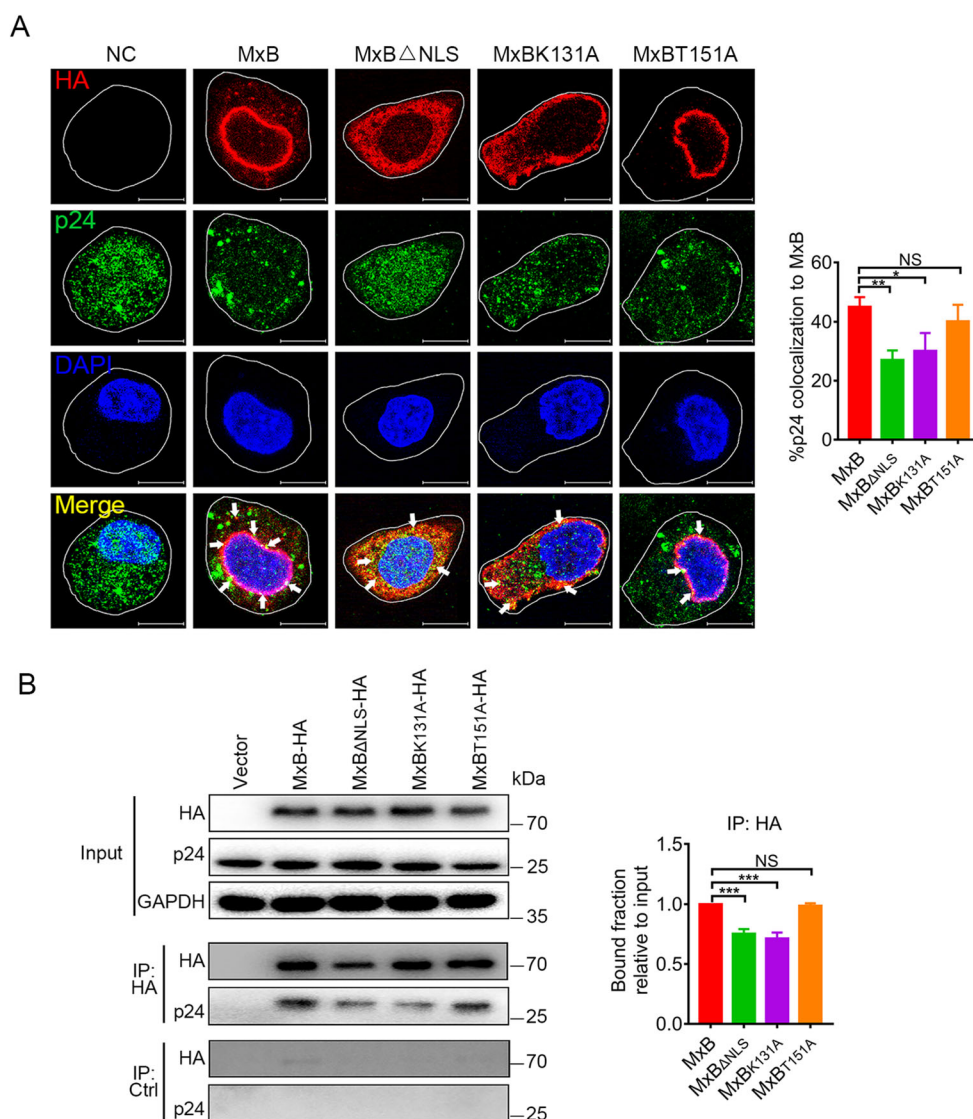 A
NC MxB MxB△NLS MxBK131A MxBT151A
HA
p24
DAPI
Merge
%p24 colocalization to MxB
60
40
20
0
NS
*
**
MxB
MxBΔNLS
MxBK131A
MxBT151A
B
Vector
MxB-HA
MxBΔNLS-HA
MxBK131A-HA
MxBT151A-HA
kDa
Input
HA
70
p24
25
GAPDH
35
IP: HA
HA
70
p24
25
IP: Ctrl
HA
70
p24
25
IP: HA
Bound fraction
relative to input
1.5
1.0
0.5
0.0
NS
***
***
MxB
MxBΔNLS
MxBK131A
MxBT151A